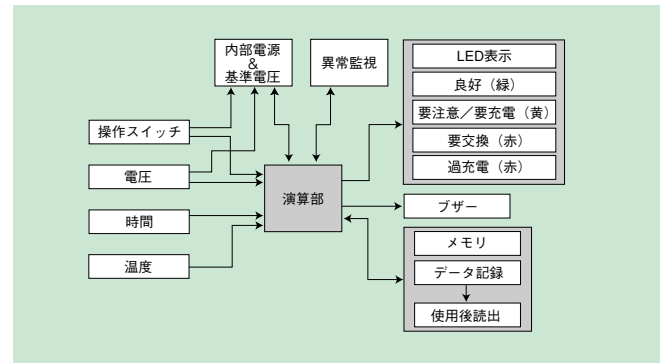 内部電源
&
基準電圧
異常監視
LED表示
良好（緑）
要注意／要充電（黄）
要交換（赤）
過充電（赤）
操作スイッチ
電圧
時間
温度
演算部
ブザー
メモリ
データ記録
使用後読出